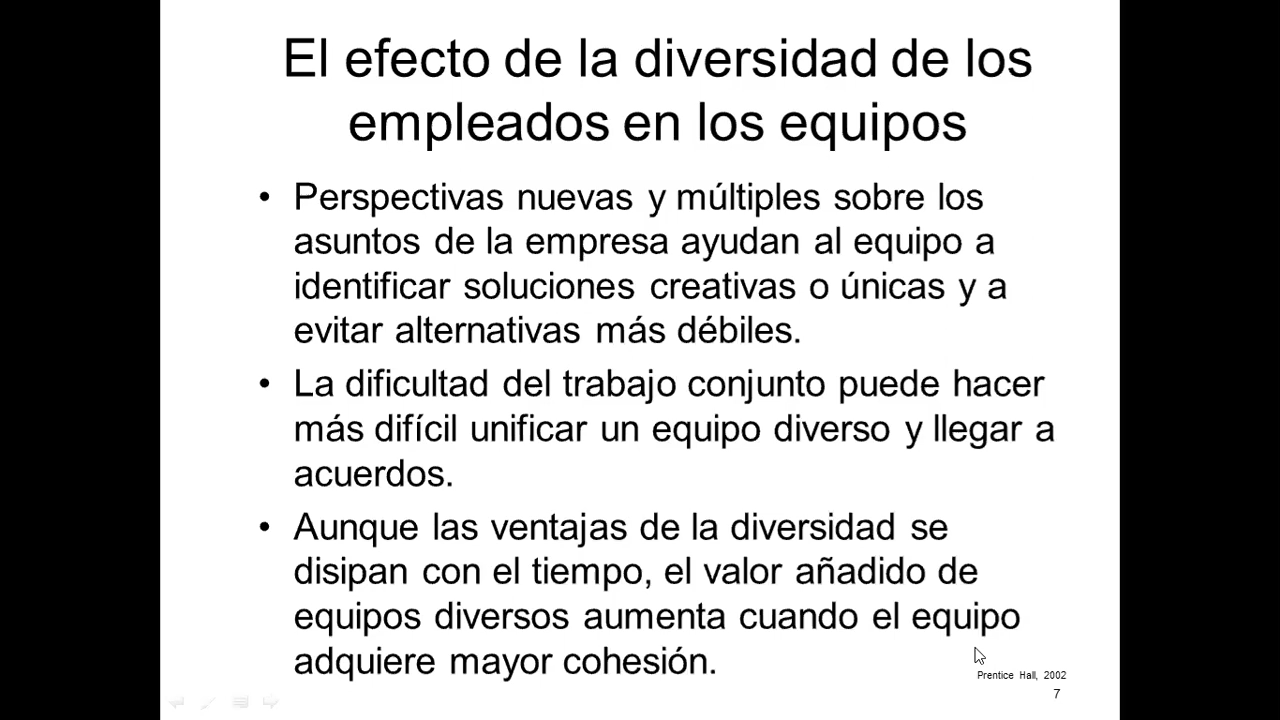 El efecto de la diversidad de los
empleados en los equipos
• Perspectivas nuevas y múltiples sobre los
asuntos de la empresa ayudan al equipo a
identificar soluciones creativas o únicas y a
evitar alternativas más débiles.
• La dificultad del trabajo conjunto puede hacer
más difícil unificar un equipo diverso y llegar a
acuerdos.
• Aunque las ventajas de la diversidad se
disipan con el tiempo, el valor añadido de
equipos diversos aumenta cuando el equipo
adquiere mayor cohesión.
Prentice Hall, 2002
7